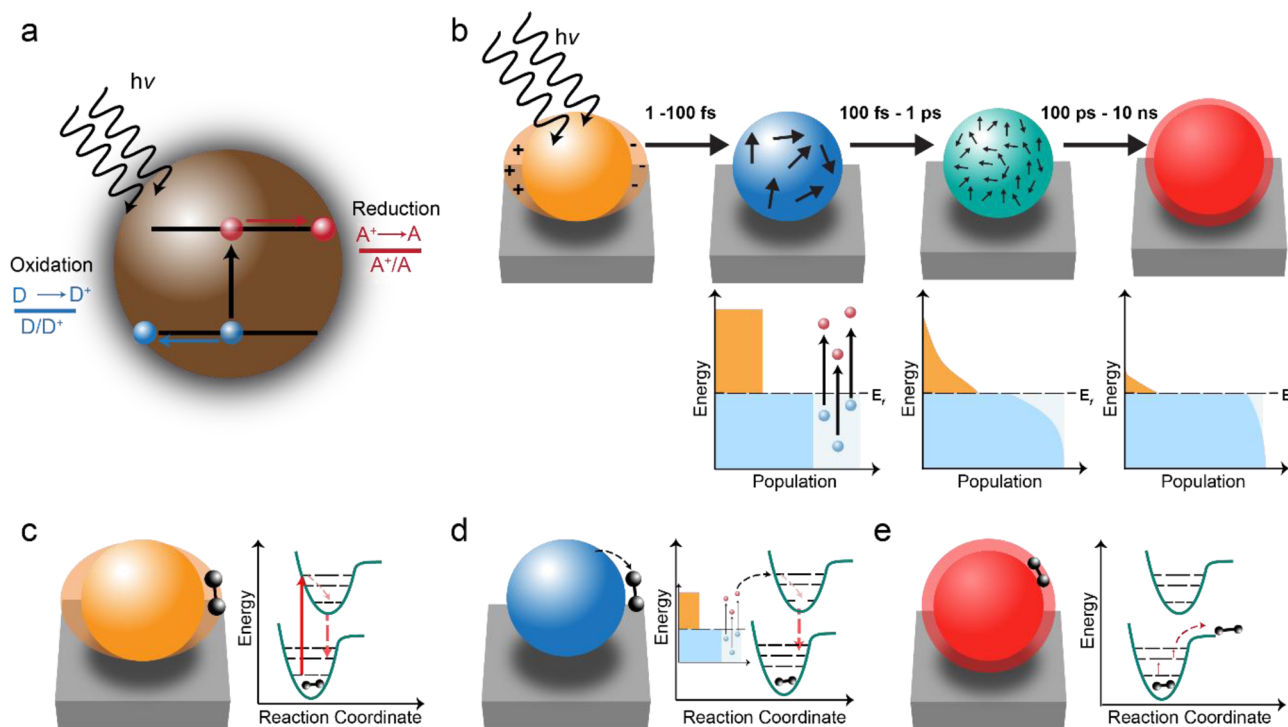 a
hν
Reduction
A⁺ → A
A⁺/A
Oxidation
D → D⁺
D/D⁺
b
hν
1 -100 fs
100 fs - 1 ps
100 ps - 10 ns
+
+
+
-
-
-
Energy
E_f
Population
Energy
E_f
Population
Energy
E
Population
c
Energy
Reaction Coordinate
d
Energy
Reaction Coordinate
e
Energy
Reaction Coordinate